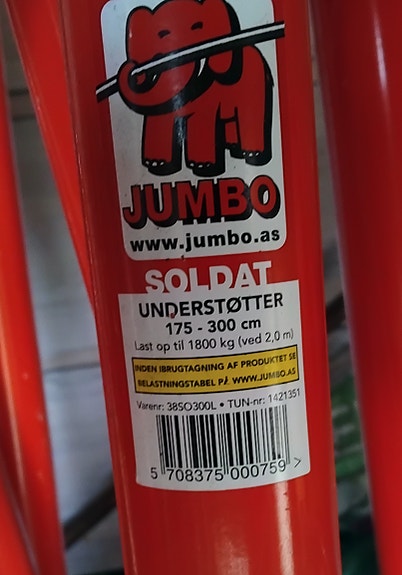 JUMBO
www.jumbo.as
SOLDAT
UNDERSTØTTER
175 - 300 cm
Last op til 1800 kg (ved 2,0 m)
INDEN IBRUGTAGNING AF PRODUKTET SE
BELASTNINGSTABEL PÅ WWW.JUMBO.AS
Varenr: 38SO300L • TUN-nr: 1421351
5 708375 000759 >